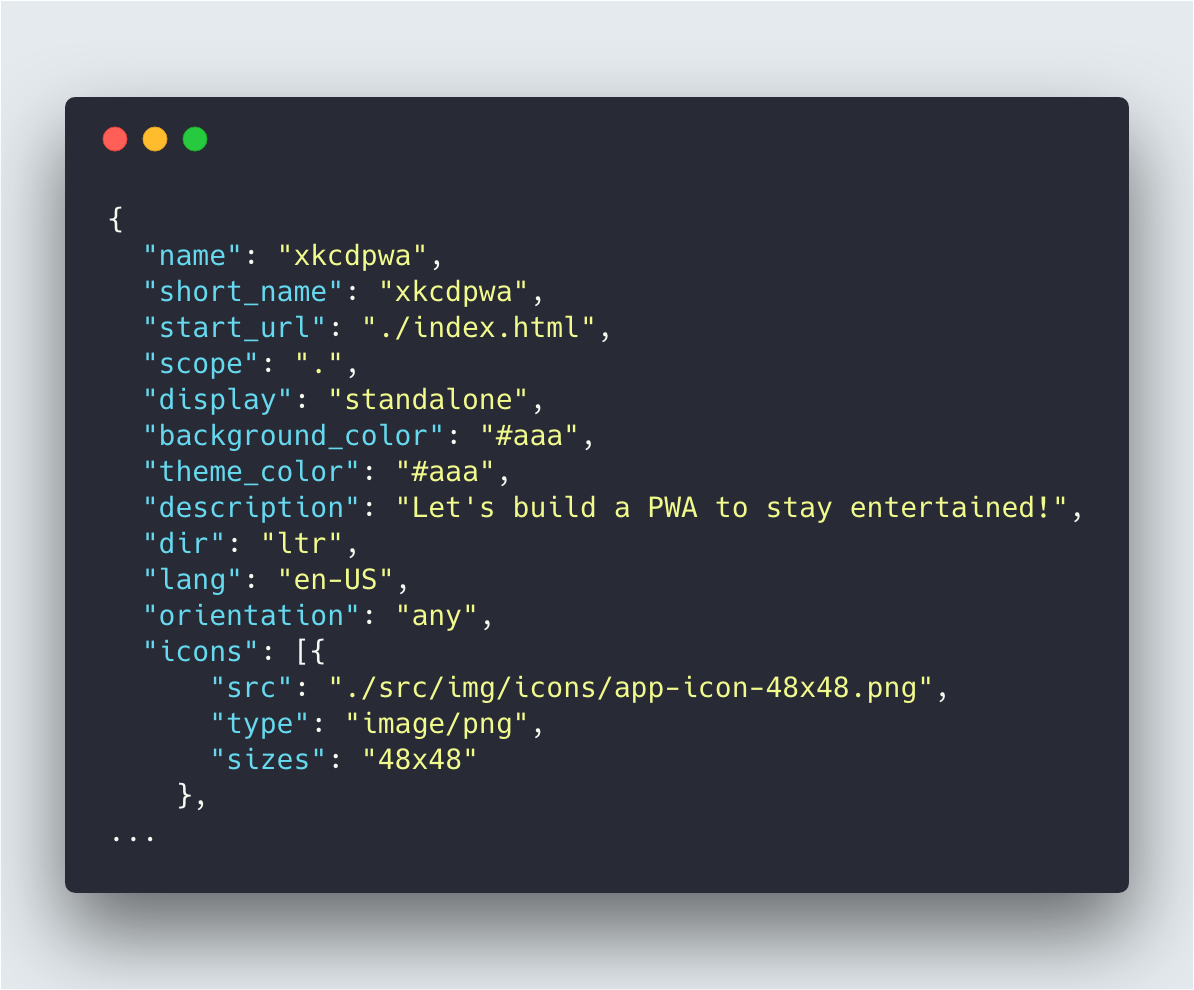 {
  "name": "xkcdpwa",
  "short_name": "xkcdpwa",
  "start_url": "./index.html",
  "scope": ".",
  "display": "standalone",
  "background_color": "#aaa",
  "theme_color": "#aaa",
  "description": "Let's build a PWA to stay entertained!",
  "dir": "ltr",
  "lang": "en-US",
  "orientation": "any",
  "icons": [{
      "src": "./src/img/icons/app-icon-48x48.png",
      "type": "image/png",
      "sizes": "48x48"
    },
...